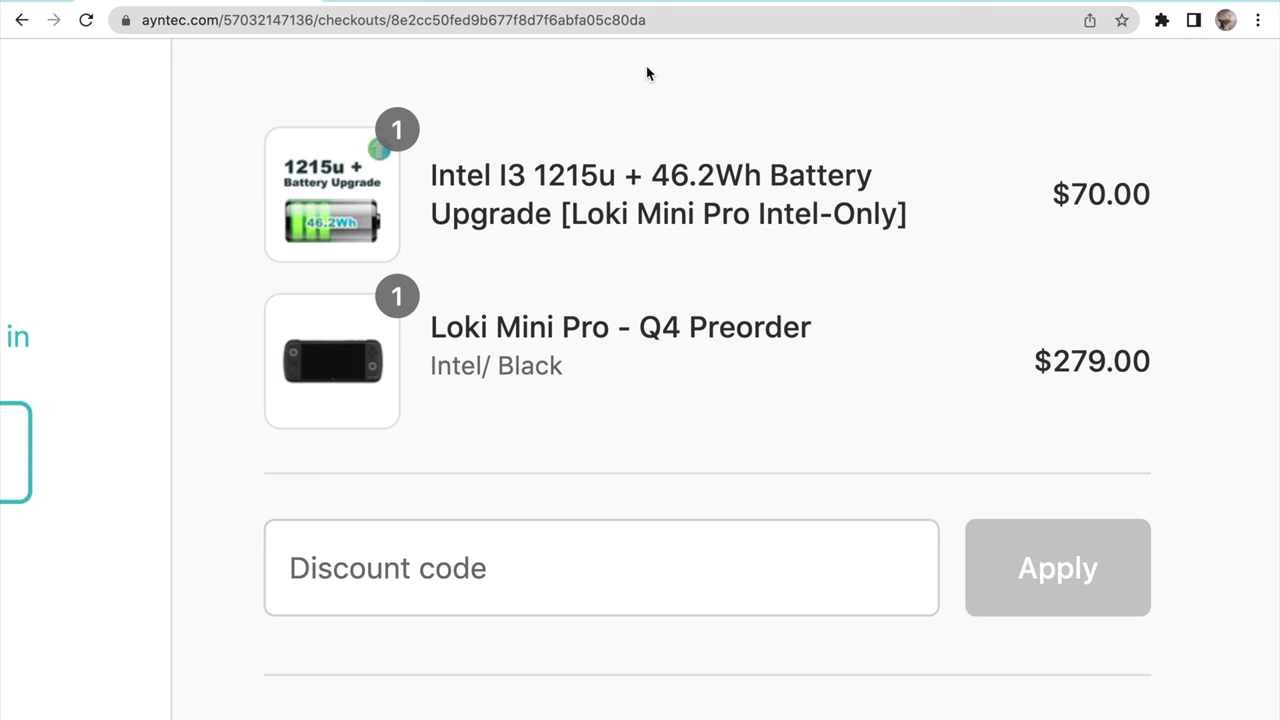 ayntec.com/57032147136/checkouts/8e2cc50fed9b677f8d7f6abfa05c80da
1
1215u +
Battery Upgrade
46.2Wh
Intel I3 1215u + 46.2Wh Battery
Upgrade [Loki Mini Pro Intel-Only]
$70.00
1
Loki Mini Pro - Q4 Preorder
Intel/ Black
$279.00
in
Discount code
Apply